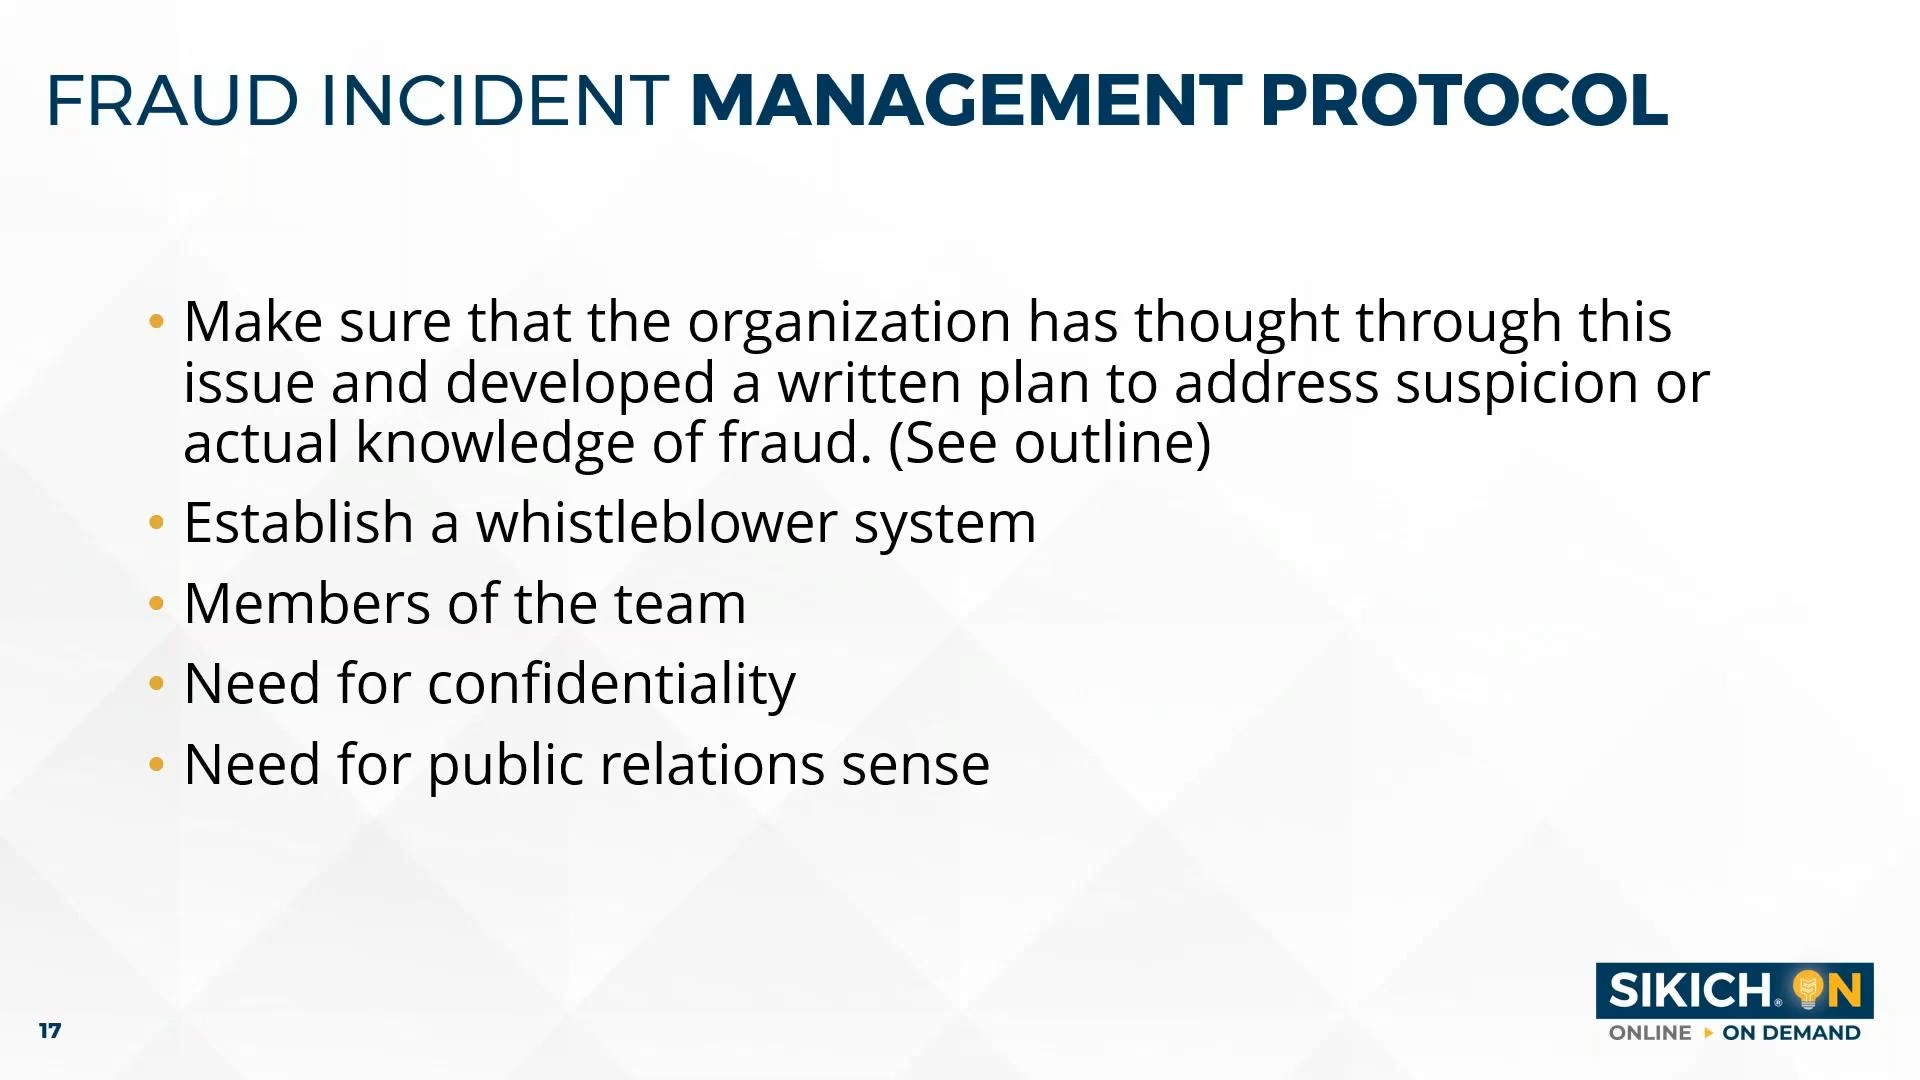 FRAUD INCIDENT MANAGEMENT PROTOCOL
• Make sure that the organization has thought through this
issue and developed a written plan to address suspicion or
actual knowledge of fraud. (See outline)
• Establish a whistleblower system
• Members of the team
• Need for confidentiality
• Need for public relations sense
17
SIKICH® ON
ONLINE ▸ ON DEMAND